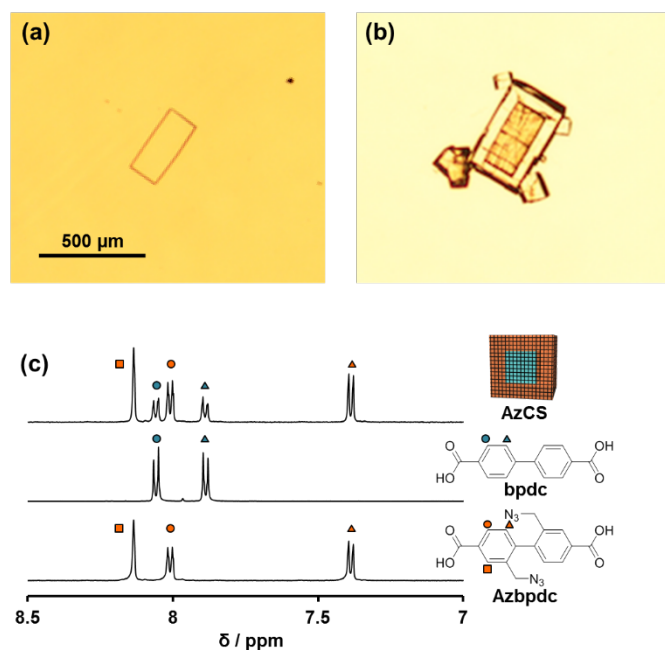 (a)
500 µm
(b)
(c)
AzCS
O
HO
O
OH
bpdc
N3
O
HO
O
OH
N3
Azbpdc
8.5
8
7.5
7
δ / ppm